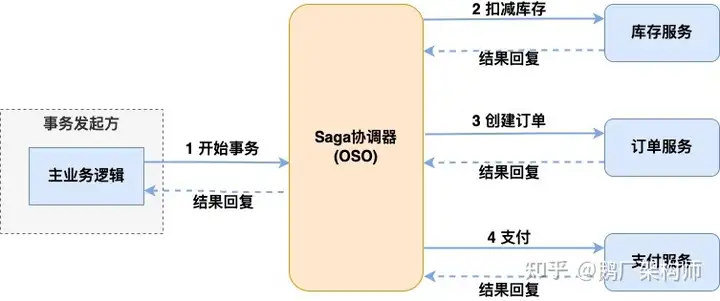 2 扣减库存
库存服务
结果回复
事务发起方
1 开始事务
主业务逻辑
结果回复
Saga协调器
(OSO)
3 创建订单
订单服务
结果回复
4 支付
支付服务
结果回复
知乎 @鹅厂架构师